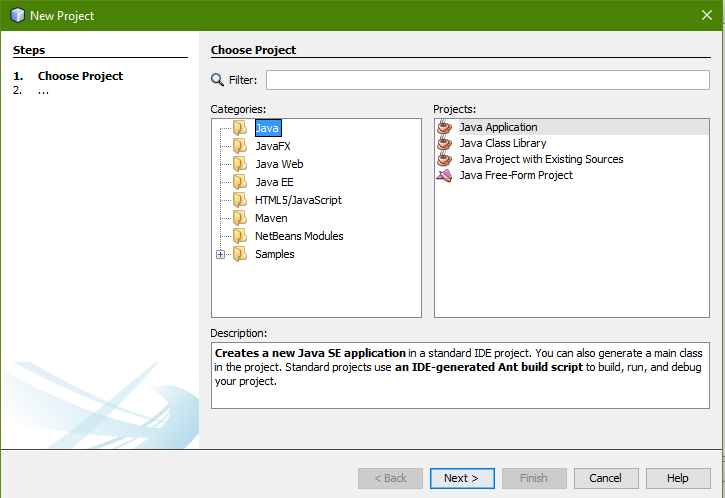 New Project
Steps
1. Choose Project
2. ...
Choose Project
Filter:
Categories:
Java
JavaFX
Java Web
Java EE
HTML5/JavaScript
Maven
NetBeans Modules
Samples
Projects:
Java Application
Java Class Library
Java Project with Existing Sources
Java Free-Form Project
Description:
Creates a new Java SE application in a standard IDE project. You can also generate a main class
in the project. Standard projects use an IDE-generated Ant build script to build, run, and debug
your project.
< Back
Next >
Finish
Cancel
Help